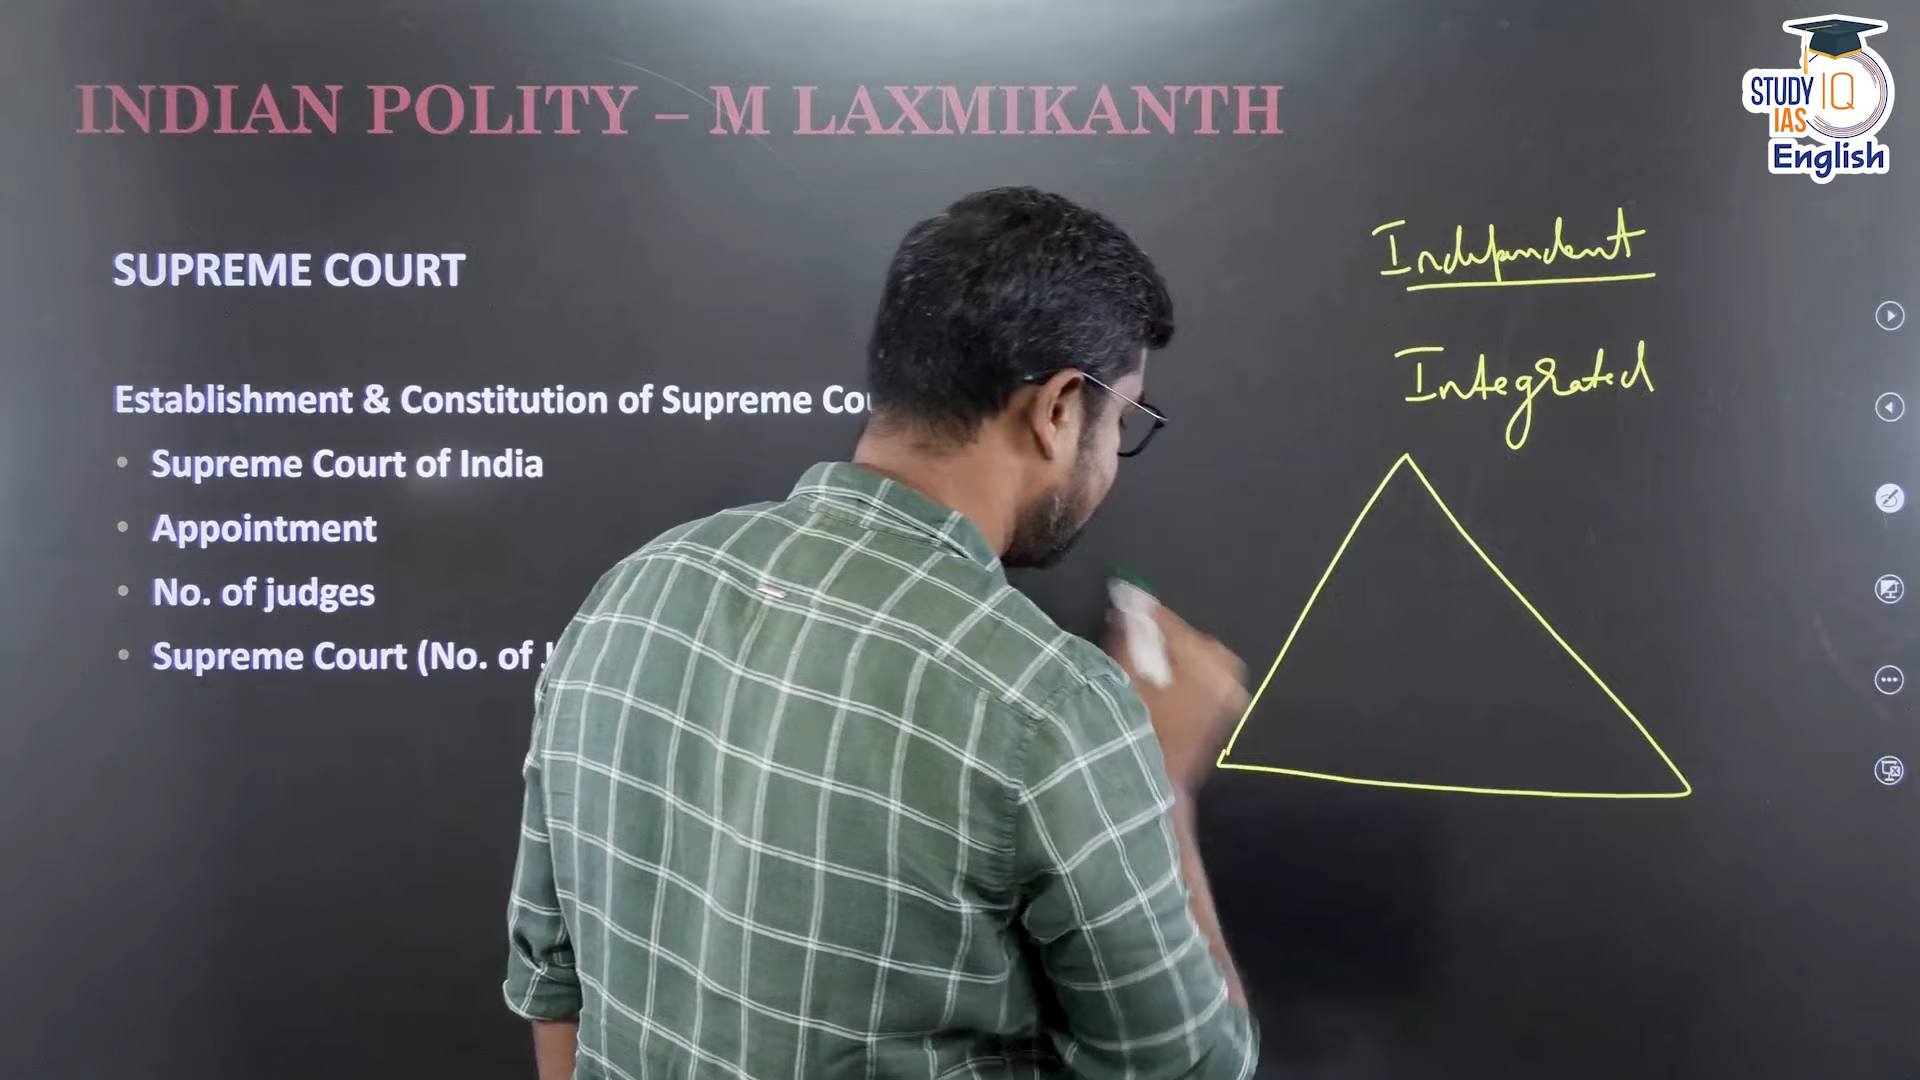 INDIAN POLITY – M LAXMIKANTH
STUDY IQ
IAS
English
SUPREME COURT
Establishment & Constitution of Supreme
Supreme Court of India
Appointment
No. of judges
Supreme Court (No. of
Independent
Integrated